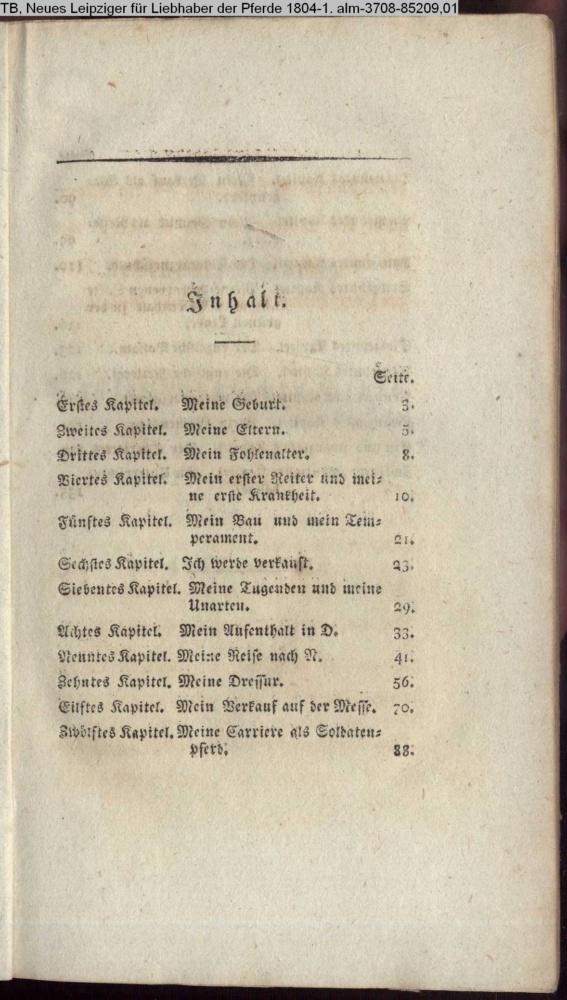 TB, Neues Leipziger für Liebhaber der Pferde 1804-1. alm-3708-85209,01
Inhalt.
Seite.
Erstes Kapitel. Meine Geburt. 3.
Zweites Kapitel. Meine Eltern. 5.
Drittes Kapitel. Mein Fohlenalter. 8.
Viertes Kapitel. Mein erster Reiter und mei-
ne erste Krankheit. 10.
Fünftes Kapitel. Mein Bau und mein Tem-
perament. 21.
Sechstes Kapitel. Ich werde verkauft. 23.
Siebentes Kapitel. Meine Tugenden und meine
Unarten. 29.
Achtes Kapitel. Mein Aufenthalt in D. 33.
Neuntes Kapitel. Meine Reise nach N. 41.
Zehntes Kapitel. Meine Dressur. 56.
Eilftes Kapitel. Mein Verkauf auf der Messe. 70.
Zwölftes Kapitel. Meine Carriere als Soldaten-
pferd. 88.